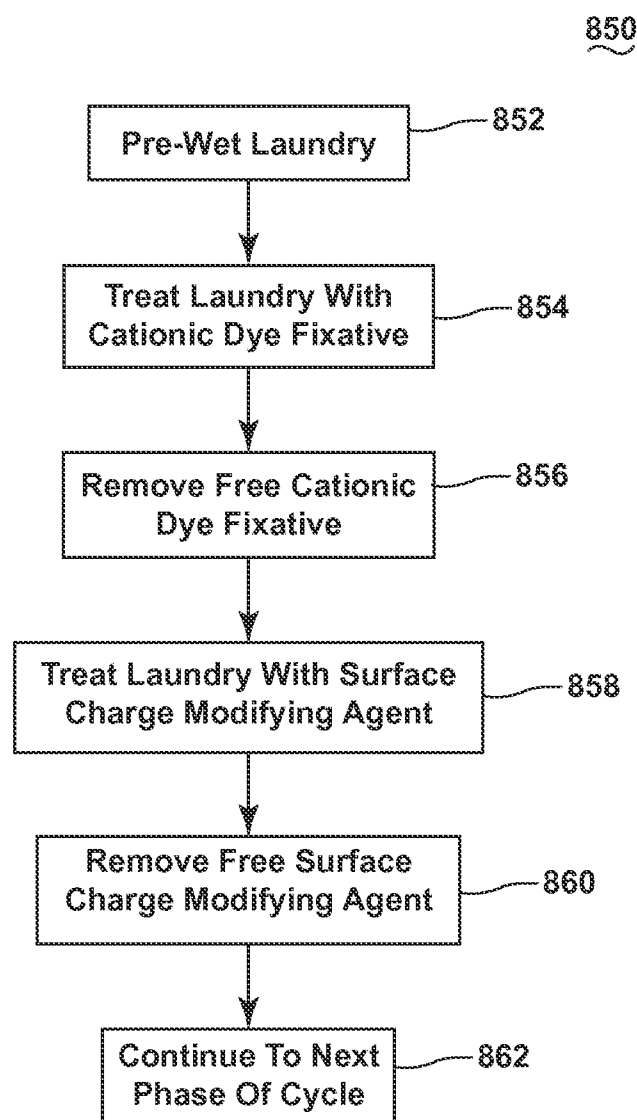 850
Pre-Wet Laundry
852
Treat Laundry With
Cationic Dye Fixative
854
Remove Free Cationic
Dye Fixative
856
Treat Laundry With Surface
Charge Modifying Agent
858
Remove Free Surface
Charge Modifying Agent
860
Continue To Next
Phase Of Cycle
862